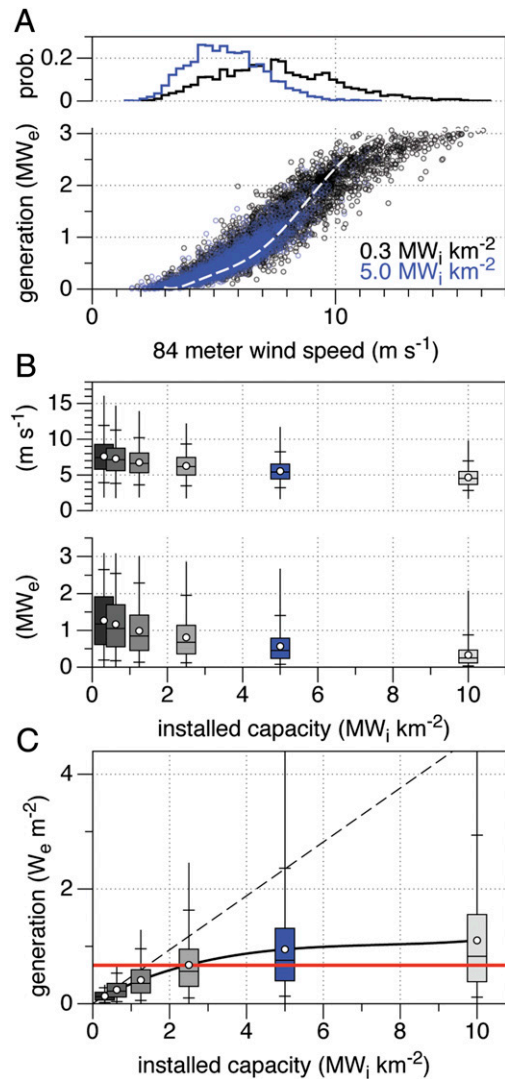 A
prob.
0.2
0
generation (MWₑ)
3
2
1
0
0.3 MWᵢ km⁻²
5.0 MWᵢ km⁻²
0 10
84 meter wind speed (m s⁻¹)
B
(m s⁻¹)
15
10
5
0
(MWₑ)
3
2
1
0
0 2 4 6 8 10
installed capacity (MWᵢ km⁻²)
C
generation (Wₑ m⁻²)
4
2
0
0 2 4 6 8 10
installed capacity (MWᵢ km⁻²)